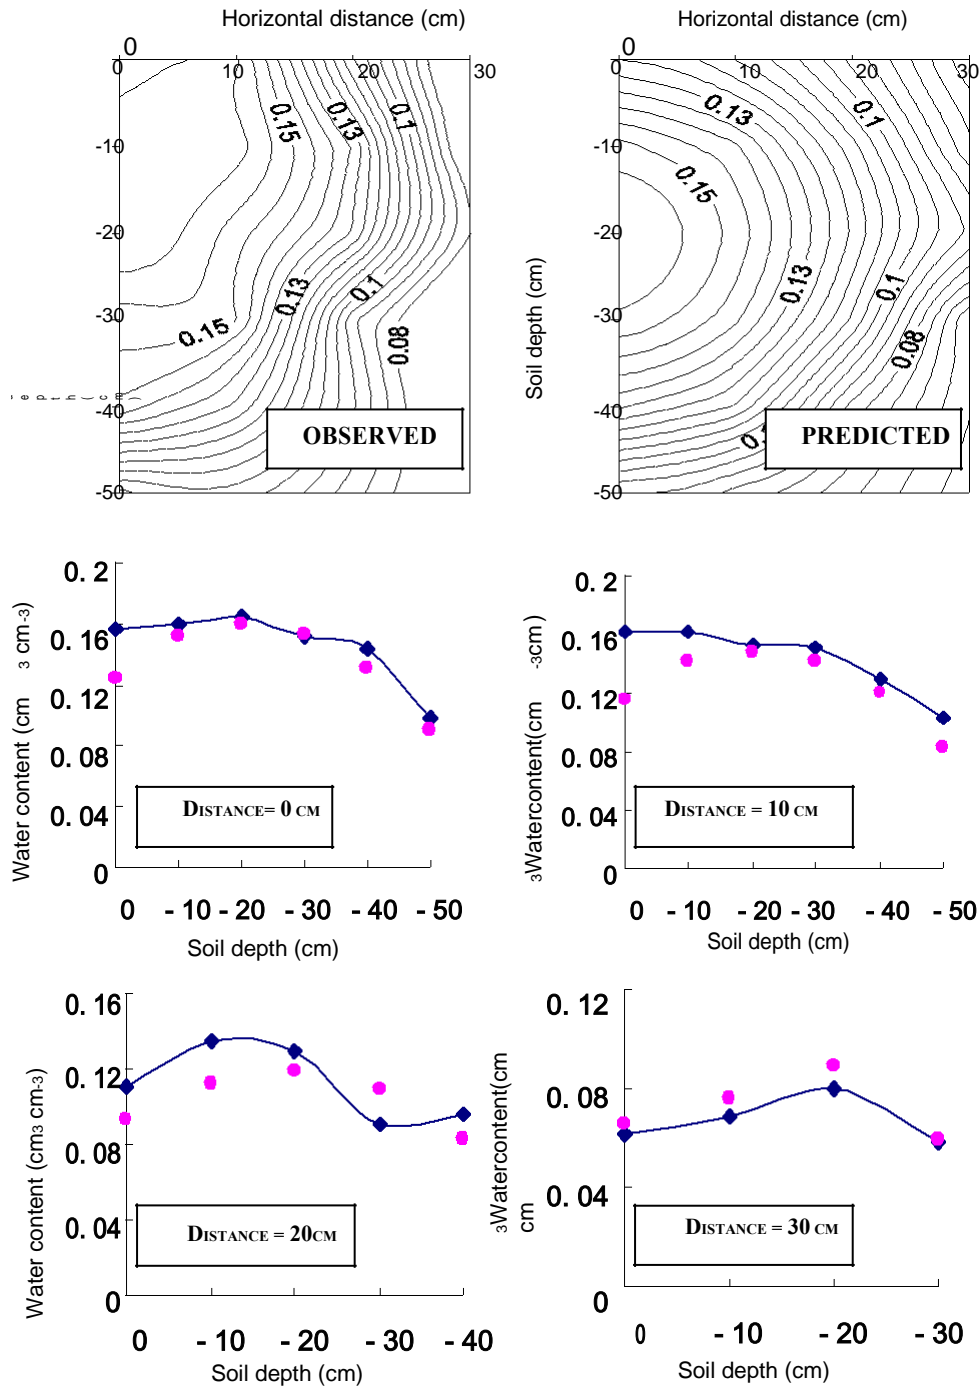 Horizontal distance (cm)
0
0 10 20 30
-10
-20
-30
-40
-50
0.15
0.13
0.1
0.13
0.1
0.15
0.08
e p t h ( c m )
OBSERVED
Horizontal distance (cm)
0
0 10 20 30
-10
-20
-30
-40
-50
Soil depth (cm)
0.13
0.1
0.15
0.13
0.1
0.08
PREDICTED
0. 2
0. 16
0. 12
0. 08
0. 04
0
Water content (cm 3 cm-3)
DISTANCE= 0 CM
0 - 10 - 20 - 30 - 40 - 50
Soil depth (cm)
0. 2
0. 16
0. 12
0. 08
0. 04
0
3Watercontent(cm -3cm)
DISTANCE = 10 CM
0 - 10 - 20 - 30 - 40 - 50
Soil depth (cm)
0. 16
0. 12
0. 08
0. 04
0
Water content (cm3 cm-3)
DISTANCE = 20CM
0 - 10 - 20 - 30 - 40
Soil depth (cm)
0. 12
0. 08
0. 04
0
3Watercontent(cm
cm
DISTANCE = 30 CM
0 - 10 - 20 - 30
Soil depth (cm)